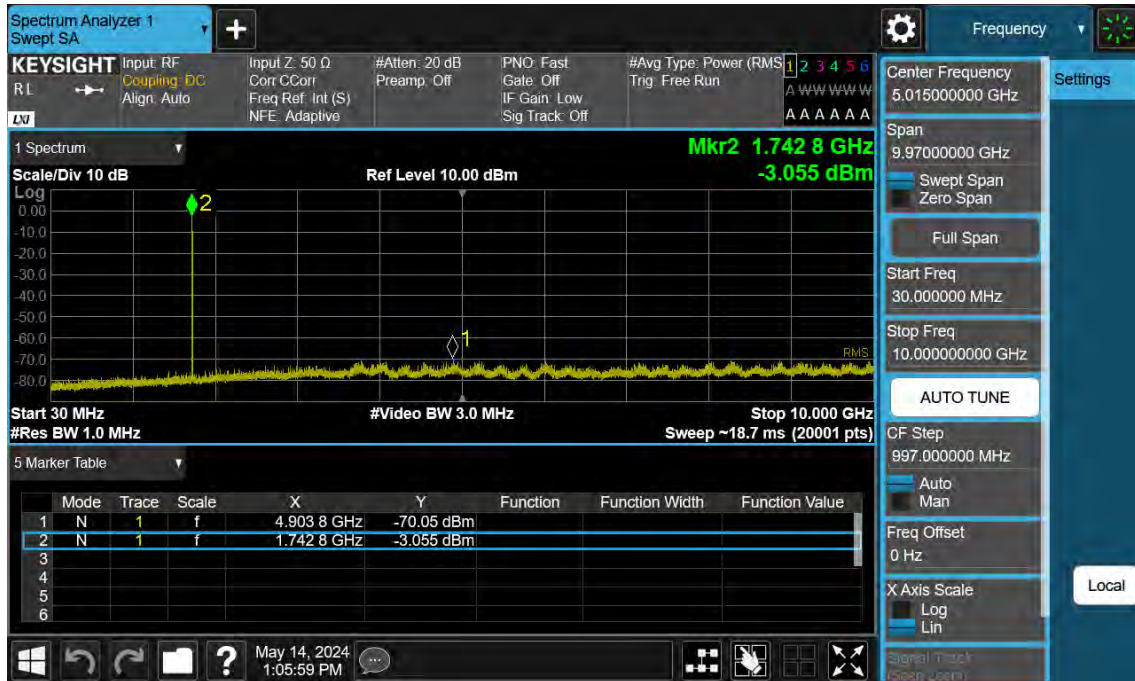 Spectrum Analyzer 1
Swept SA
+
Frequency
KEYSIGHT
RL
LXI
Input: RF
Coupling: DC
Align: Auto
Input Z: 50 Ω
Corr CCorr
Freq Ref: Int (S)
NFE: Adaptive
#Atten: 20 dB
Preamp: Off
PNO: Fast
Gate: Off
IF Gain: Low
Sig Track: Off
#Avg Type: Power (RMS
Trig: Free Run
1 2 3 4 5 6
A W W W W W
A A A A A A
1 Spectrum
Scale/Div 10 dB
Ref Level 10.00 dBm
Mkr2 1.742 8 GHz
-3.055 dBm
Log
0.00
-10.0
-20.0
-30.0
-40.0
-50.0
-60.0
-70.0
-80.0
2
1
RMS
Start 30 MHz
#Res BW 1.0 MHz
#Video BW 3.0 MHz
Stop 10.000 GHz
Sweep ~18.7 ms (20001 pts)
5 Marker Table
Mode Trace Scale X Y Function Function Width Function Value
1 N 1 f 4.903 8 GHz -70.05 dBm
2 N 1 f 1.742 8 GHz -3.055 dBm
3
4
5
6
?
May 14, 2024
1:05:59 PM
Center Frequency
5.015000000 GHz
Span
9.97000000 GHz
Swept Span
Zero Span
Full Span
Start Freq
30.000000 MHz
Stop Freq
10.000000000 GHz
AUTO TUNE
CF Step
997.000000 MHz
Auto
Man
Freq Offset
0 Hz
X Axis Scale
Log
Lin
Signal Track
(Span Zoom)
Settings
Local